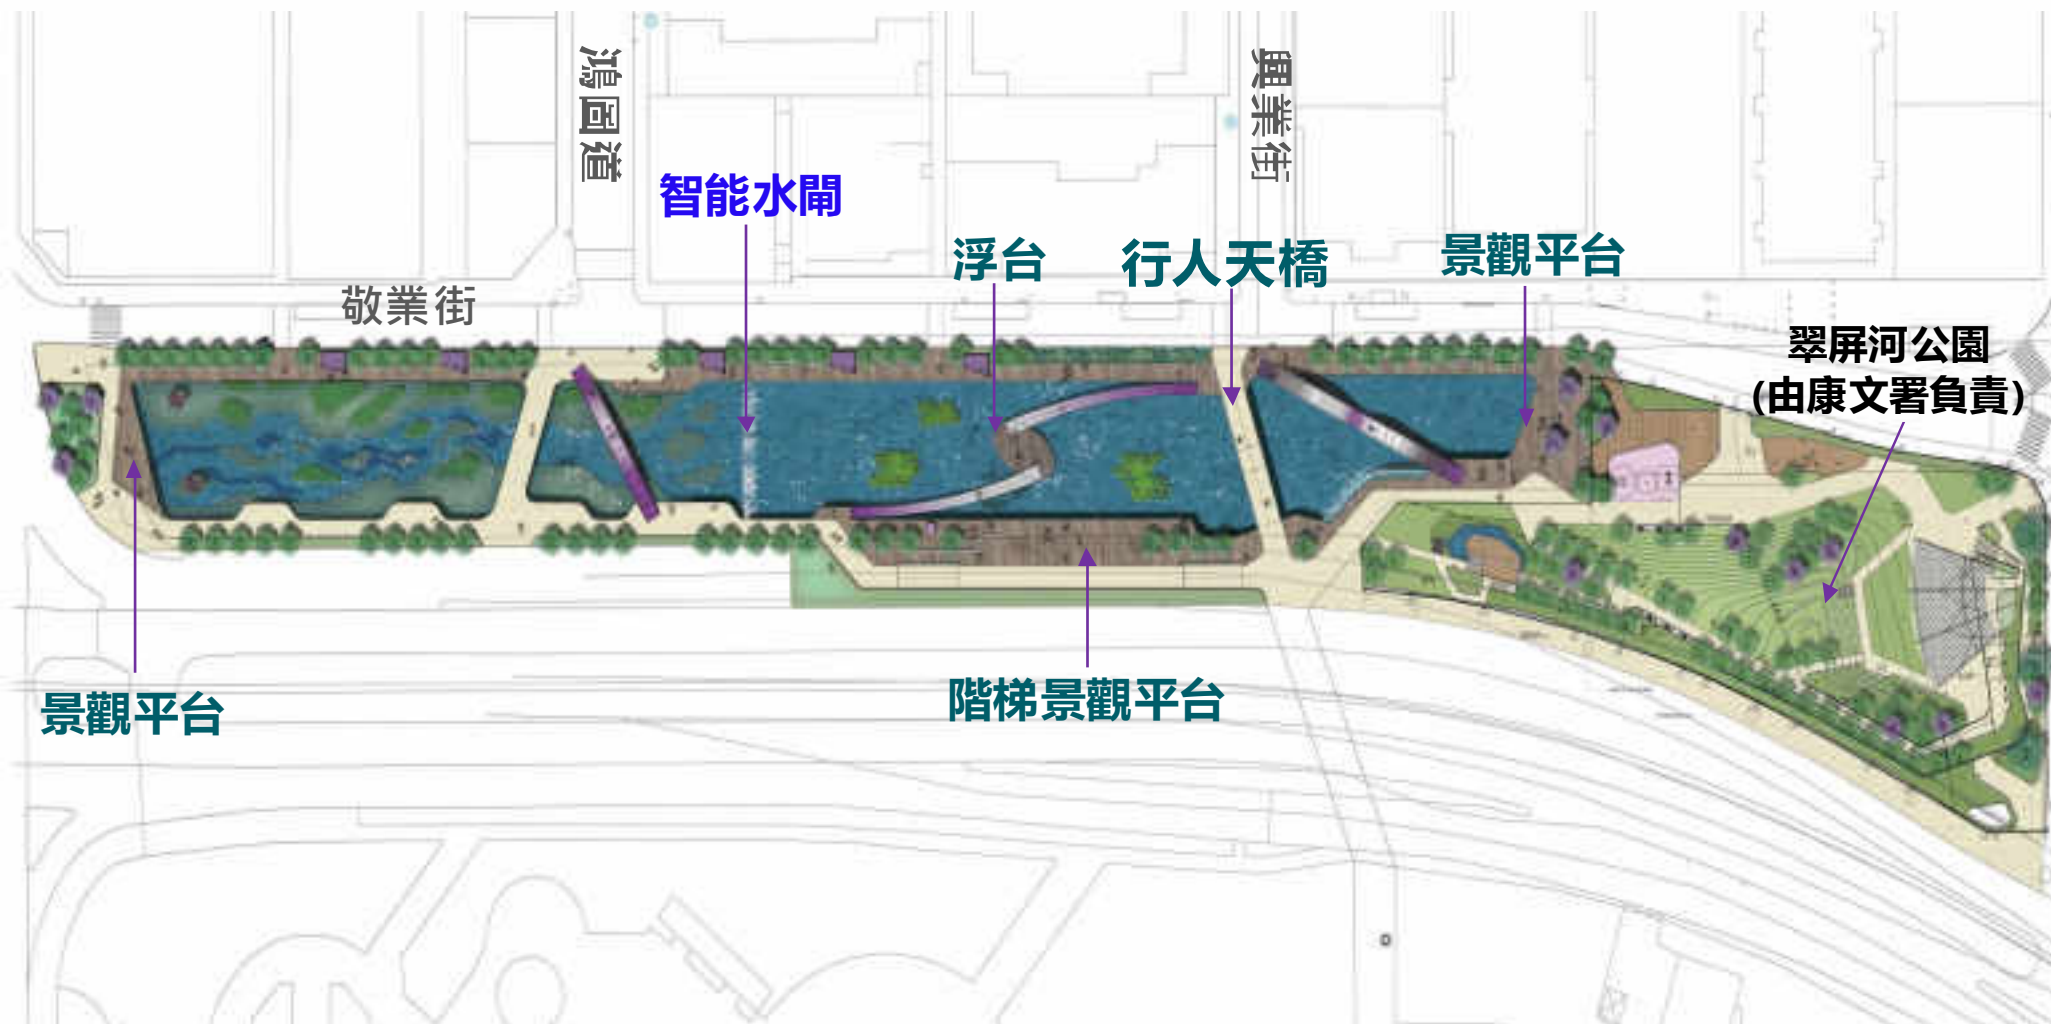 鴻圖道
興業街
智能水閘
浮台
行人天橋
景觀平台
敬業街
翠屏河公園
(由康文署負責)
階梯景觀平台
景觀平台